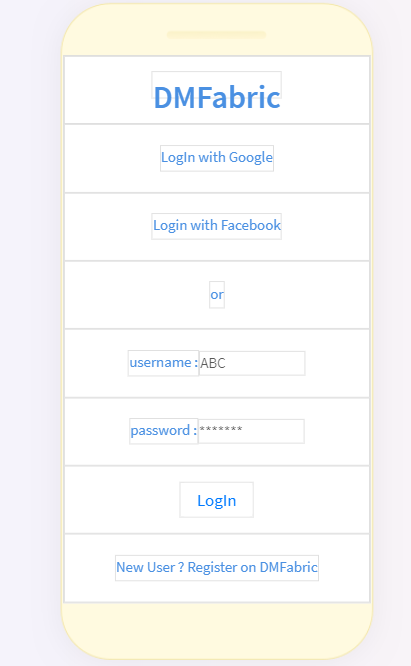 DMFabric
LogIn with Google
Login with Facebook
or
username : ABC
password : *******
LogIn
New User ? Register on DMFabric